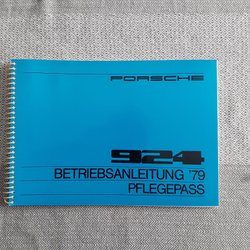 PORSCHE
924
BETRIEBSANLEITUNG '79
PFLEGEPASS